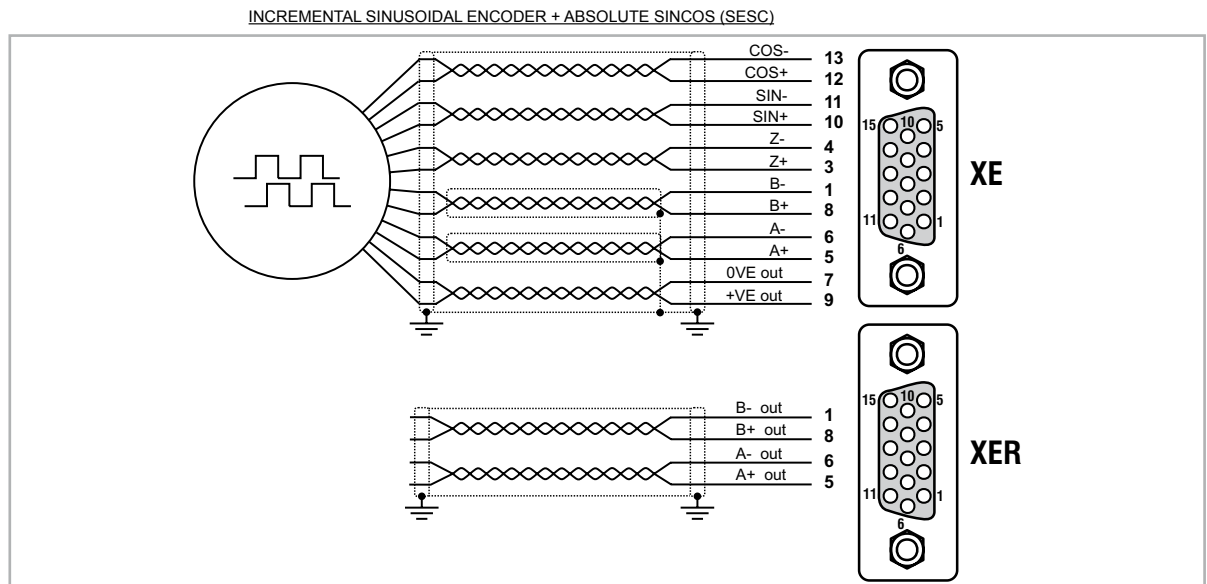 INCREMENTAL SINUSOIDAL ENCODER + ABSOLUTE SINCOS (SESC)
COS- 13
COS+ 12
SIN- 11
SIN+ 10
Z- 4
Z+ 3
B- 1
B+ 8
A- 6
A+ 5
0VE out 7
+VE out 9
15 10 5
11 1
6
XE
B- out 1
B+ out 8
A- out 6
A+ out 5
15 10 5
11 1
6
XER